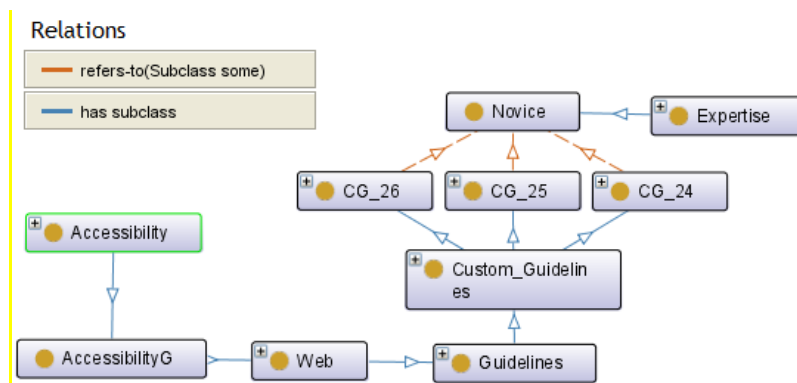 Relations
refers-to(Subclass some)
has subclass
Novice
Expertise
CG_26
CG_25
CG_24
Accessibility
Custom_Guidelin
es
AccessibilityG
Web
Guidelines